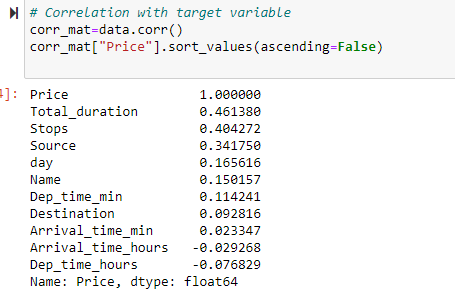 # Correlation with target variable
corr_mat=data.corr()
corr_mat["Price"].sort_values(ascending=False)
]: Price 1.000000
Total_duration 0.461380
Stops 0.404272
Source 0.341750
day 0.165616
Name 0.150157
Dep_time_min 0.114241
Destination 0.092816
Arrival_time_min 0.023347
Arrival_time_hours -0.029268
Dep_time_hours -0.076829
Name: Price, dtype: float64